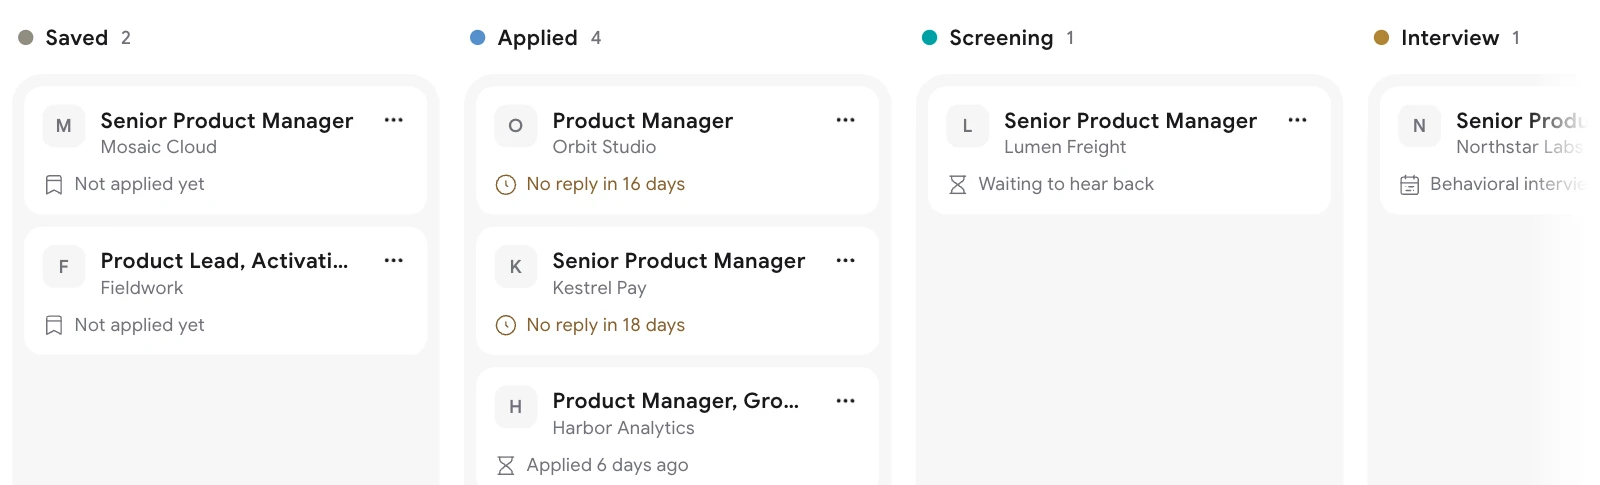 Saved 2
M
Senior Product Manager
Mosaic Cloud
Not applied yet
F
Product Lead, Activati...
Fieldwork
Not applied yet
Applied 4
O
Product Manager
Orbit Studio
No reply in 16 days
K
Senior Product Manager
Kestrel Pay
No reply in 18 days
H
Product Manager, Gro...
Harbor Analytics
Applied 6 days ago
Screening 1
L
Senior Product Manager
Lumen Freight
Waiting to hear back
Interview 1
N
Senior Produ
Northstar Labs
Behavioral intervie